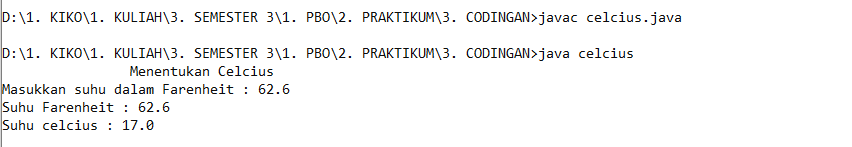 D:\1. KIKO\1. KULIAH\3. SEMESTER 3\1. PBO\2. PRAKTIKUM\3. CODINGAN>javac celcius.java
D:\1. KIKO\1. KULIAH\3. SEMESTER 3\1. PBO\2. PRAKTIKUM\3. CODINGAN>java celcius
Menentukan Celcius
Masukkan suhu dalam Farenheit : 62.6
Suhu Farenheit : 62.6
Suhu celcius : 17.0